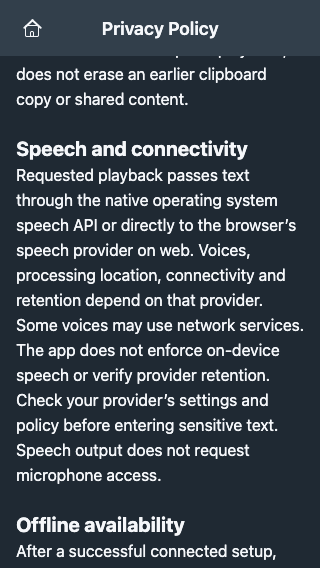 Privacy Policy
does not erase an earlier clipboard
copy or shared content.
Speech and connectivity
Requested playback passes text
through the native operating system
speech API or directly to the browser’s
speech provider on web. Voices,
processing location, connectivity and
retention depend on that provider.
Some voices may use network services.
The app does not enforce on-device
speech or verify provider retention.
Check your provider’s settings and
policy before entering sensitive text.
Speech output does not request
microphone access.
Offline availability
After a successful connected setup,